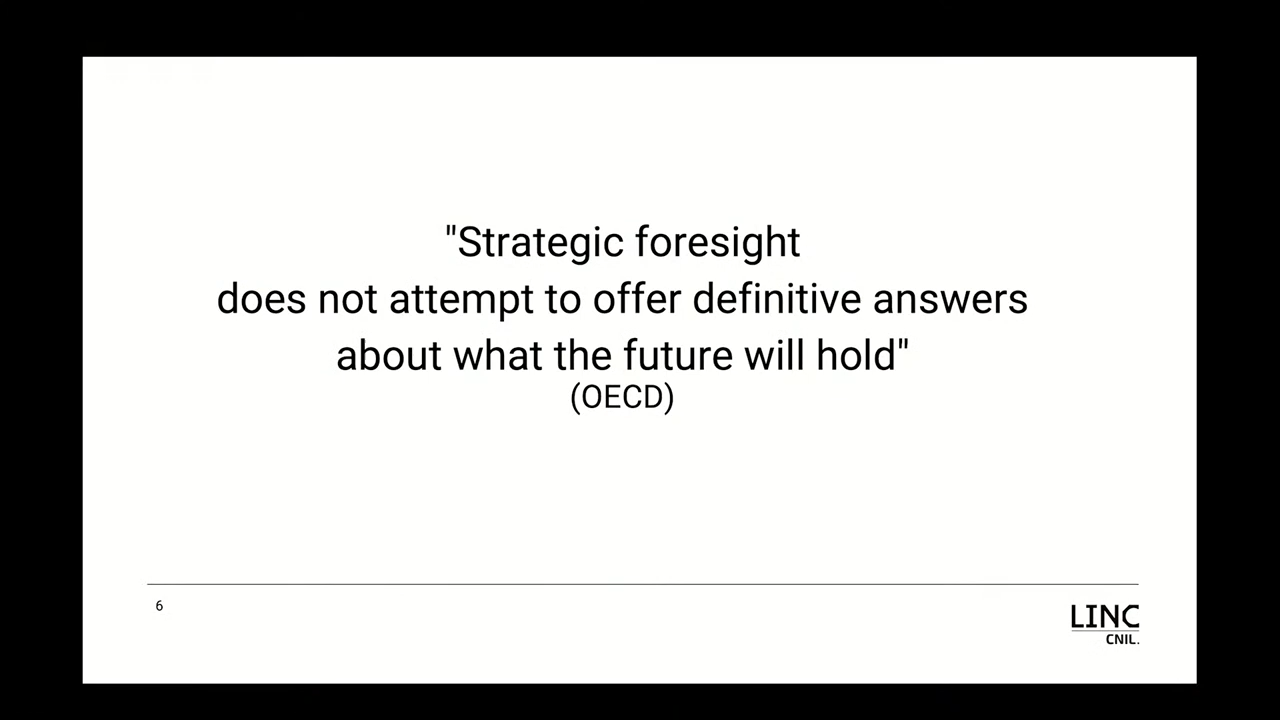 "Strategic foresight
does not attempt to offer definitive answers
about what the future will hold"
(OECD)
6
LINC
CNIL.